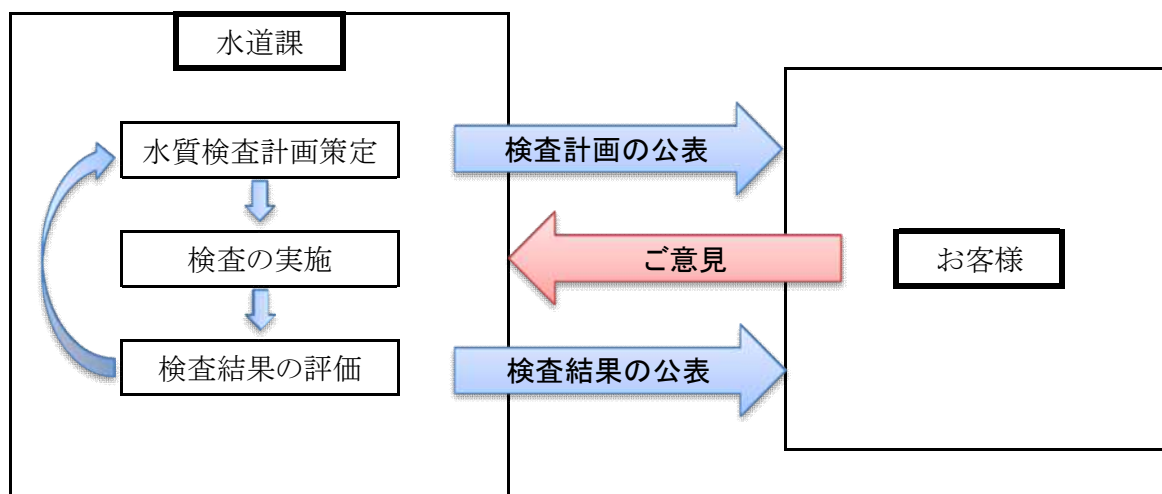 水道課
水質検査計画策定
検査計画の公表
検査の実施
ご意見
お客様
検査結果の評価
検査結果の公表